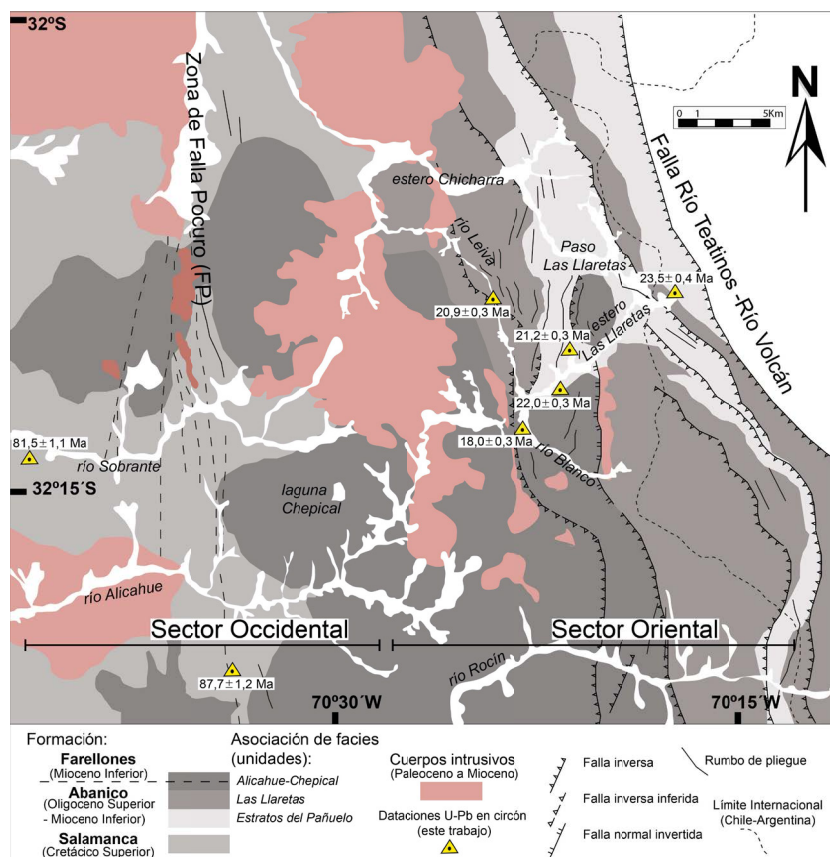 32ºS
Zona de Falla Pocuro (FP)
N
0 1 5Km
Falla Río Teatinos -Río Volcán
estero Chicharra
río Leiva
Paso
Las Llaretas
23,5±0,4 Ma
20,9±0,3 Ma
estero
Las Llaretas
21,2±0,3 Ma
22,0±0,3 Ma
18,0±0,3 Ma
81,5±1,1 Ma
río Sobrante
río Blanco
32º15´S
laguna
Chepical
río Alicahue
Sector Occidental
Sector Oriental
río Rocín
87,7±1,2 Ma
70º30´W
70º15´W
Formación:
Farellones
(Mioceno Inferior)
Abanico
(Oligoceno Superior
- Mioceno Inferior)
Salamanca
(Cretácico Superior)
Asociación de facies
(unidades):
Alicahue-Chepical
Las Llaretas
Estratos del Pañuelo
Cuerpos intrusivos
(Paleoceno a Mioceno)
Dataciones U-Pb en circón
(este trabajo)
Falla inversa
Falla inversa inferida
Falla normal invertida
Rumbo de pliegue
Límite Internacional
(Chile-Argentina)